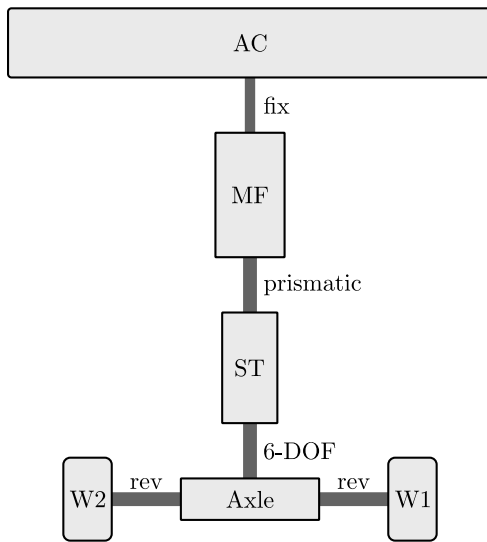 AC
fix
MF
prismatic
ST
6-DOF
W2 rev Axle rev W1